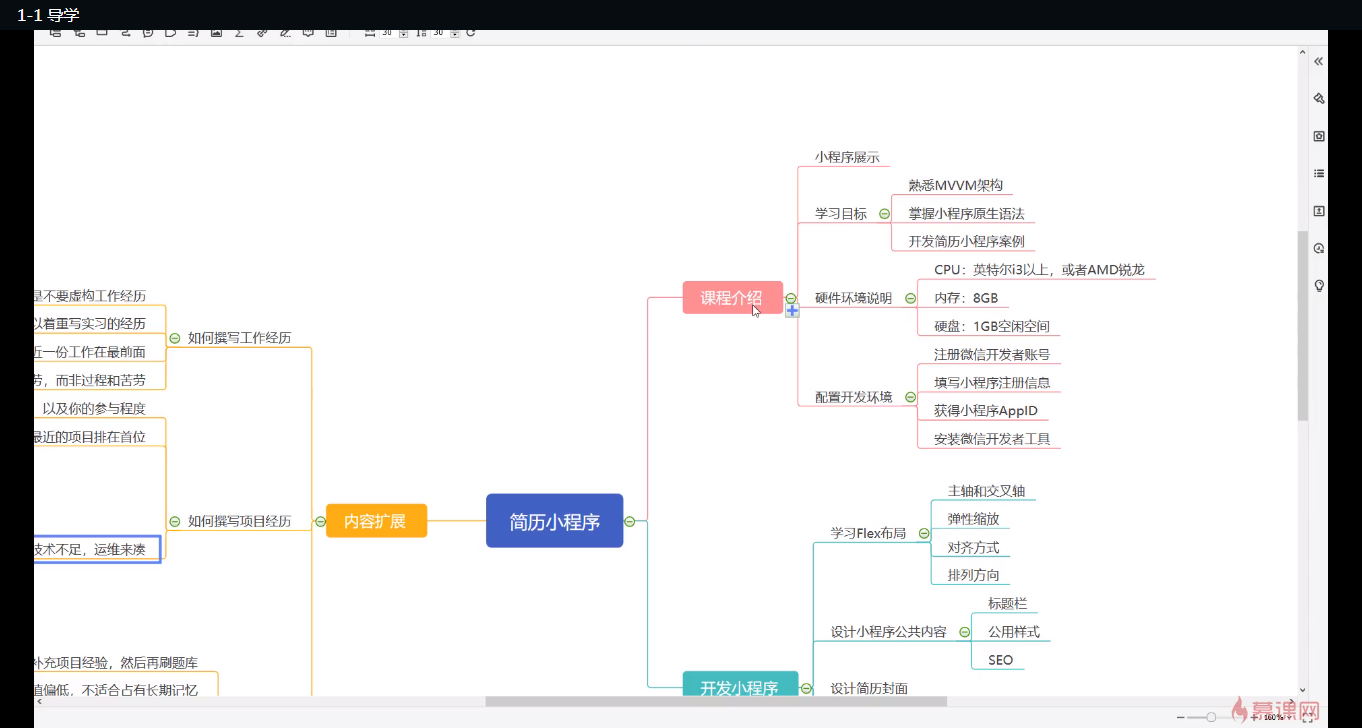 1-1 导学
30
30
小程序展示
学习目标
熟悉MVVM架构
掌握小程序原生语法
开发简历小程序案例
课程介绍
硬件环境说明
CPU：英特尔i3以上，或者AMD锐龙
内存：8GB
硬盘：1GB空闲空间
配置开发环境
注册微信开发者账号
填写小程序注册信息
获得小程序AppID
安装微信开发者工具
是不要虚构工作经历
以着重写实习的经历
近一份工作在最前面
劳，而非过程和苦劳
如何撰写工作经历
以及你的参与程度
最近的项目排在首位
如何撰写项目经历
技术不足，运维来凑
内容扩展
简历小程序
补充项目经验，然后再刷题库
值偏低，不适合占有长期记忆
学习Flex布局
主轴和交叉轴
弹性缩放
对齐方式
排列方向
设计小程序公共内容
标题栏
公用样式
SEO
开发小程序
设计简历封面
160%
慕课网